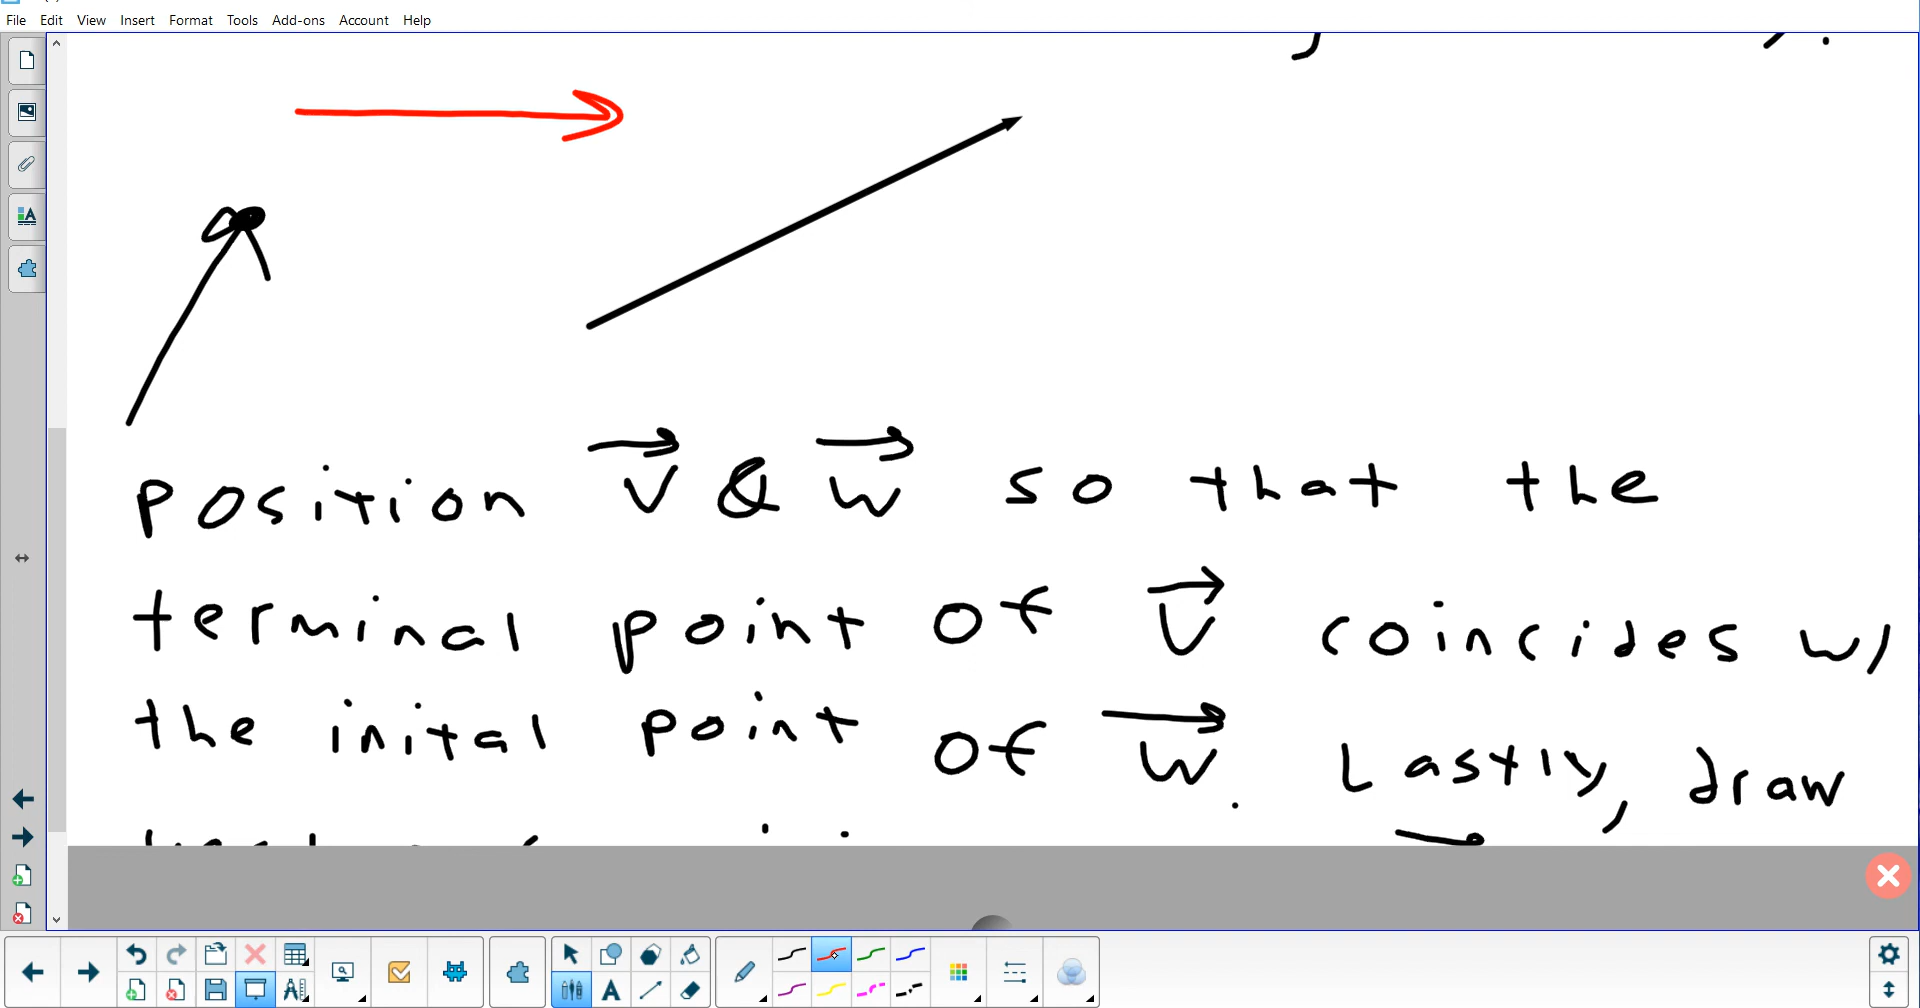 File Edit View Insert Format Tools Add-ons Account Help
position v & w so that the
terminal point of v coincides w/
the inital point of w. Lastly, draw